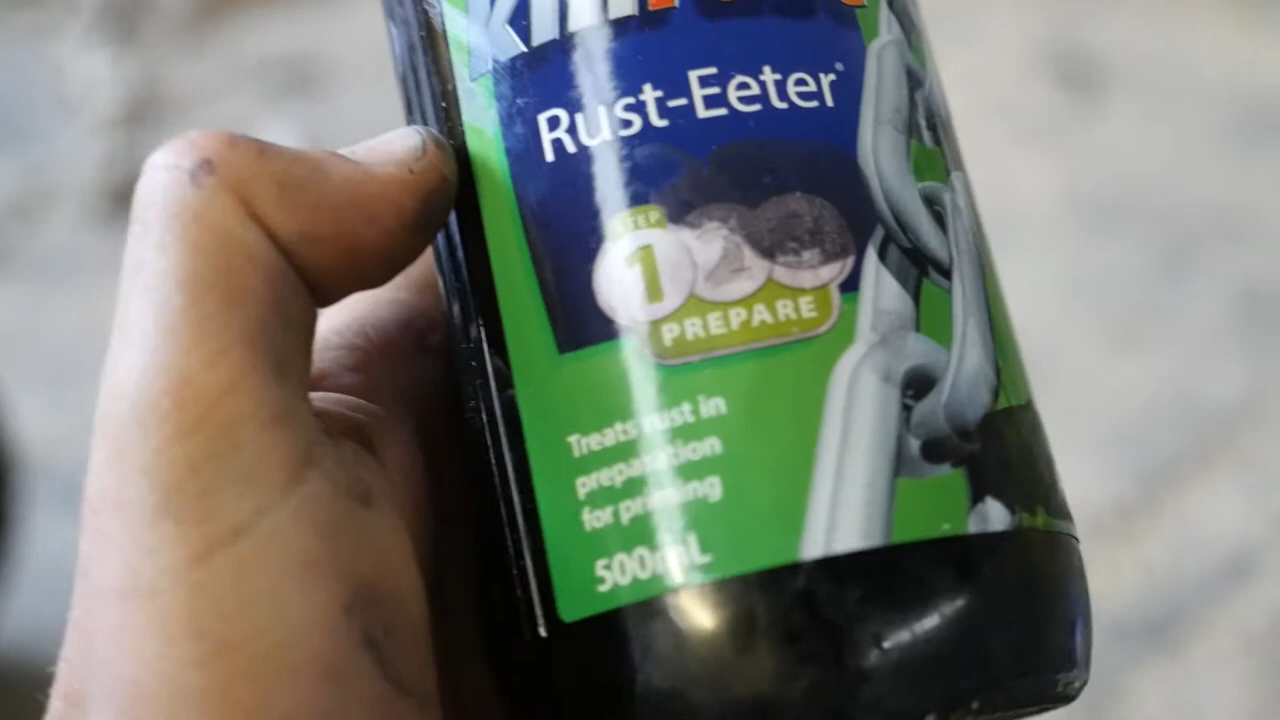 Rust-Eeter
STEP
1
PREPARE
Treats rust in
preparation
for priming
500mL